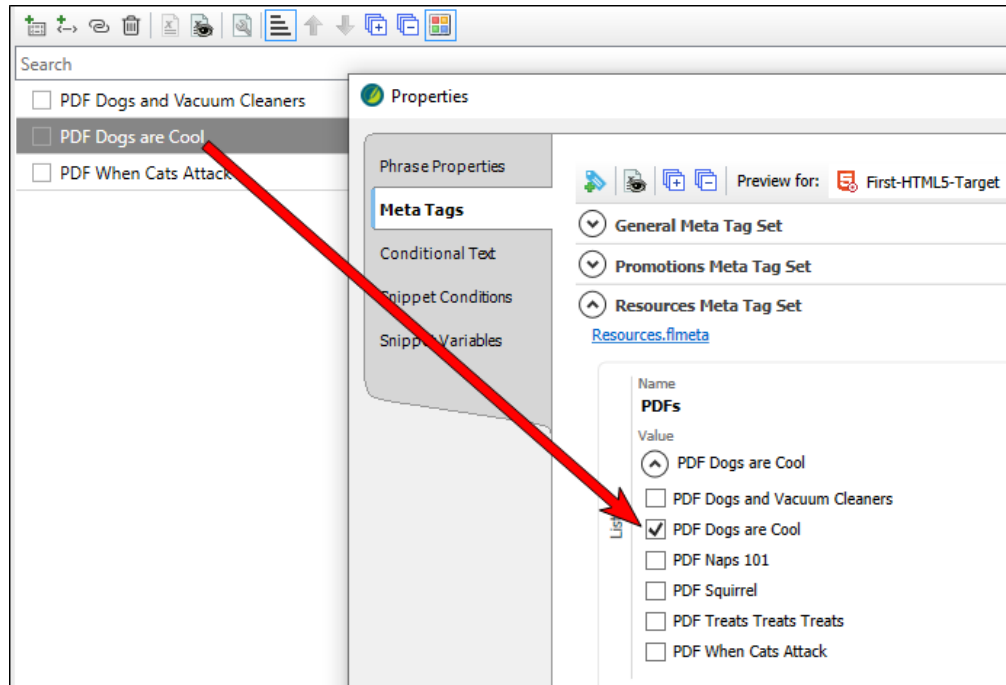 Search
PDF Dogs and Vacuum Cleaners
PDF Dogs are Cool
PDF When Cats Attack
Properties
Phrase Properties
Meta Tags
Conditional Text
Snippet Conditions
Snippet Variables
Preview for: First-HTML5-Target
General Meta Tag Set
Promotions Meta Tag Set
Resources Meta Tag Set
Resources.flmeta
Name
PDFs
Value
PDF Dogs are Cool
List
PDF Dogs and Vacuum Cleaners
PDF Dogs are Cool
PDF Naps 101
PDF Squirrel
PDF Treats Treats Treats
PDF When Cats Attack